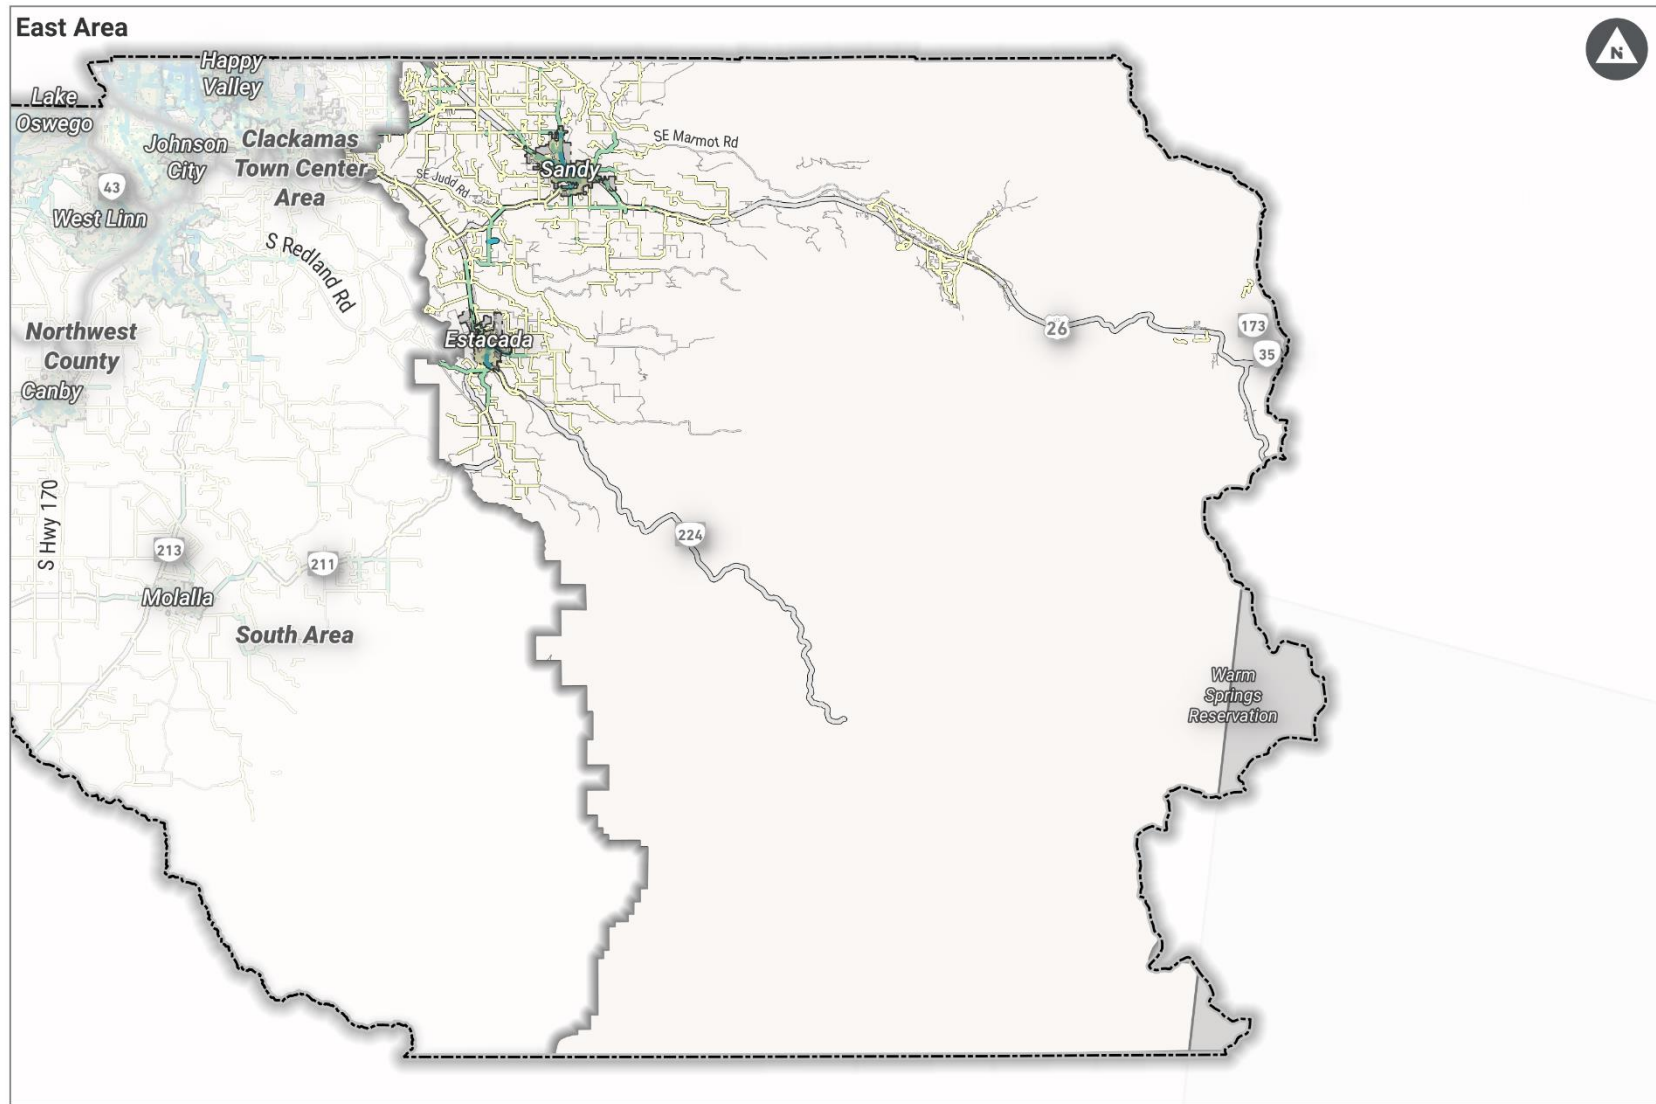 East Area
N
Happy
Valley
Lake
Oswego
Johnson
City
Clackamas
Town Center
Area
SE Marmot Rd
Sandy
SE Judd Rd
43
West Linn
S Redland Rd
Northwest
County
Canby
Estacada
26
173
35
S Hwy 170
213
211
224
Molalla
South Area
Warm
Springs
Reservation